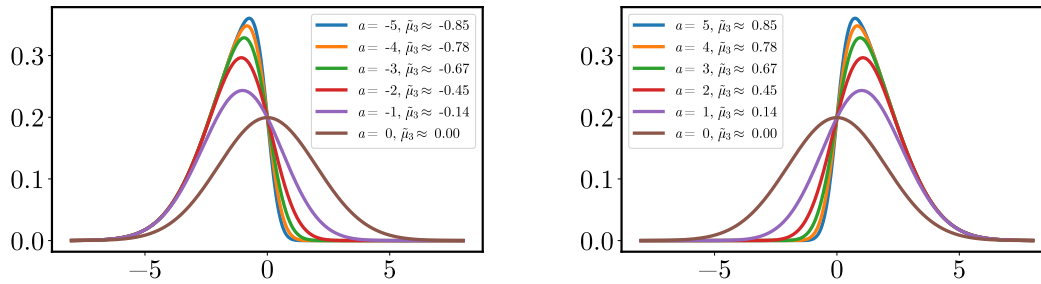 0.3
0.2
0.1
0.0
−5
0
5
a = -5, μ̃₃ ≈ -0.85
a = -4, μ̃₃ ≈ -0.78
a = -3, μ̃₃ ≈ -0.67
a = -2, μ̃₃ ≈ -0.45
a = -1, μ̃₃ ≈ -0.14
a = 0, μ̃₃ ≈ 0.00
0.3
0.2
0.1
0.0
−5
0
5
a = 5, μ̃₃ ≈ 0.85
a = 4, μ̃₃ ≈ 0.78
a = 3, μ̃₃ ≈ 0.67
a = 2, μ̃₃ ≈ 0.45
a = 1, μ̃₃ ≈ 0.14
a = 0, μ̃₃ ≈ 0.00